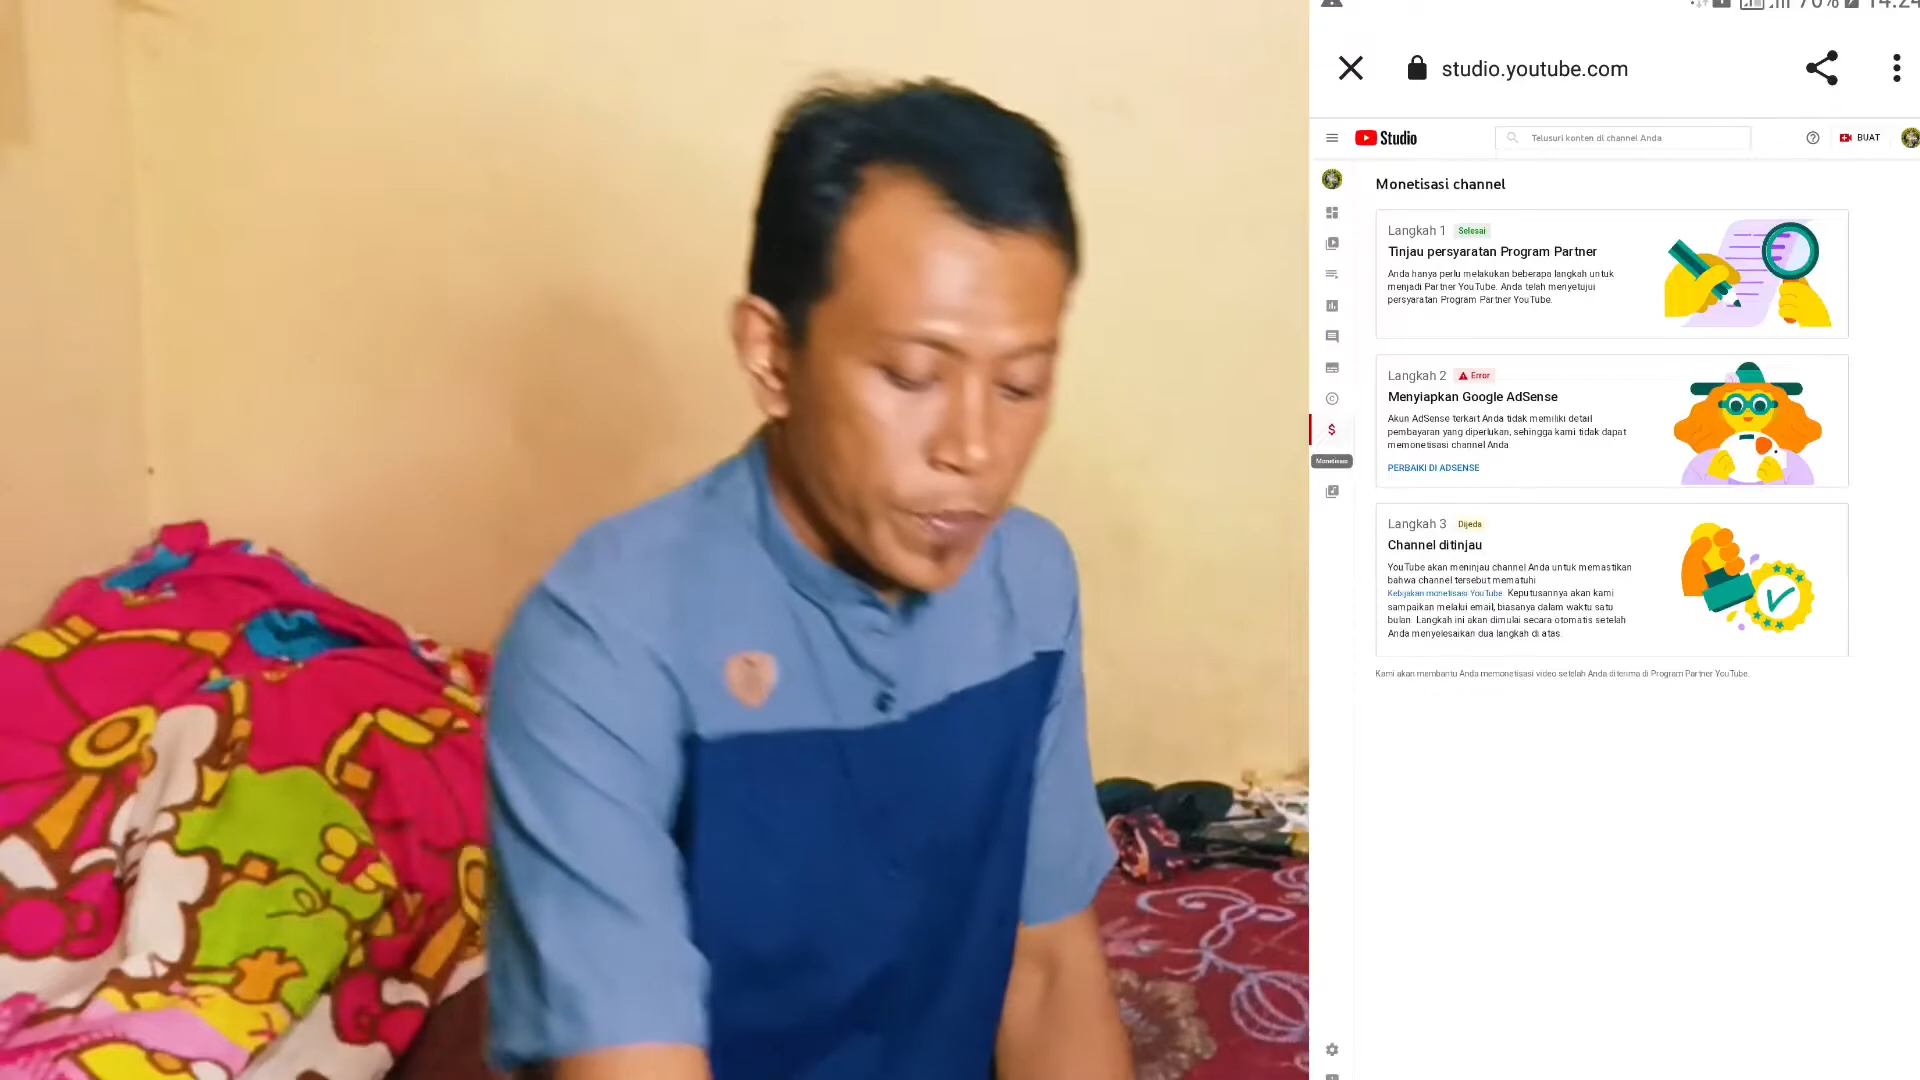 76% 14.24
studio.youtube.com
Studio
Telusuri konten di channel Anda
BUAT
Monetisasi channel
Langkah 1 Selesai
Tinjau persyaratan Program Partner
Anda hanya perlu melakukan beberapa langkah untuk
menjadi Partner YouTube. Anda telah menyetujui
persyaratan Program Partner YouTube.
Langkah 2 Error
Menyiapkan Google AdSense
Akun AdSense terkait Anda tidak memiliki detail
pembayaran yang diperlukan, sehingga kami tidak dapat
memonetisasi channel Anda
PERBAIKI DI ADSENSE
Monetisasi
Langkah 3 Dijeda
Channel ditinjau
YouTube akan meninjau channel Anda untuk memastikan
bahwa channel tersebut mematuhi
Kebijakan monetisasi YouTube. Keputusannya akan kami
sampaikan melalui email, biasanya dalam waktu satu
bulan. Langkah ini akan dimulai secara otomatis setelah
Anda menyelesaikan dua langkah di atas.
Kami akan membantu Anda memonetisasi video setelah Anda diterima di Program Partner YouTube.